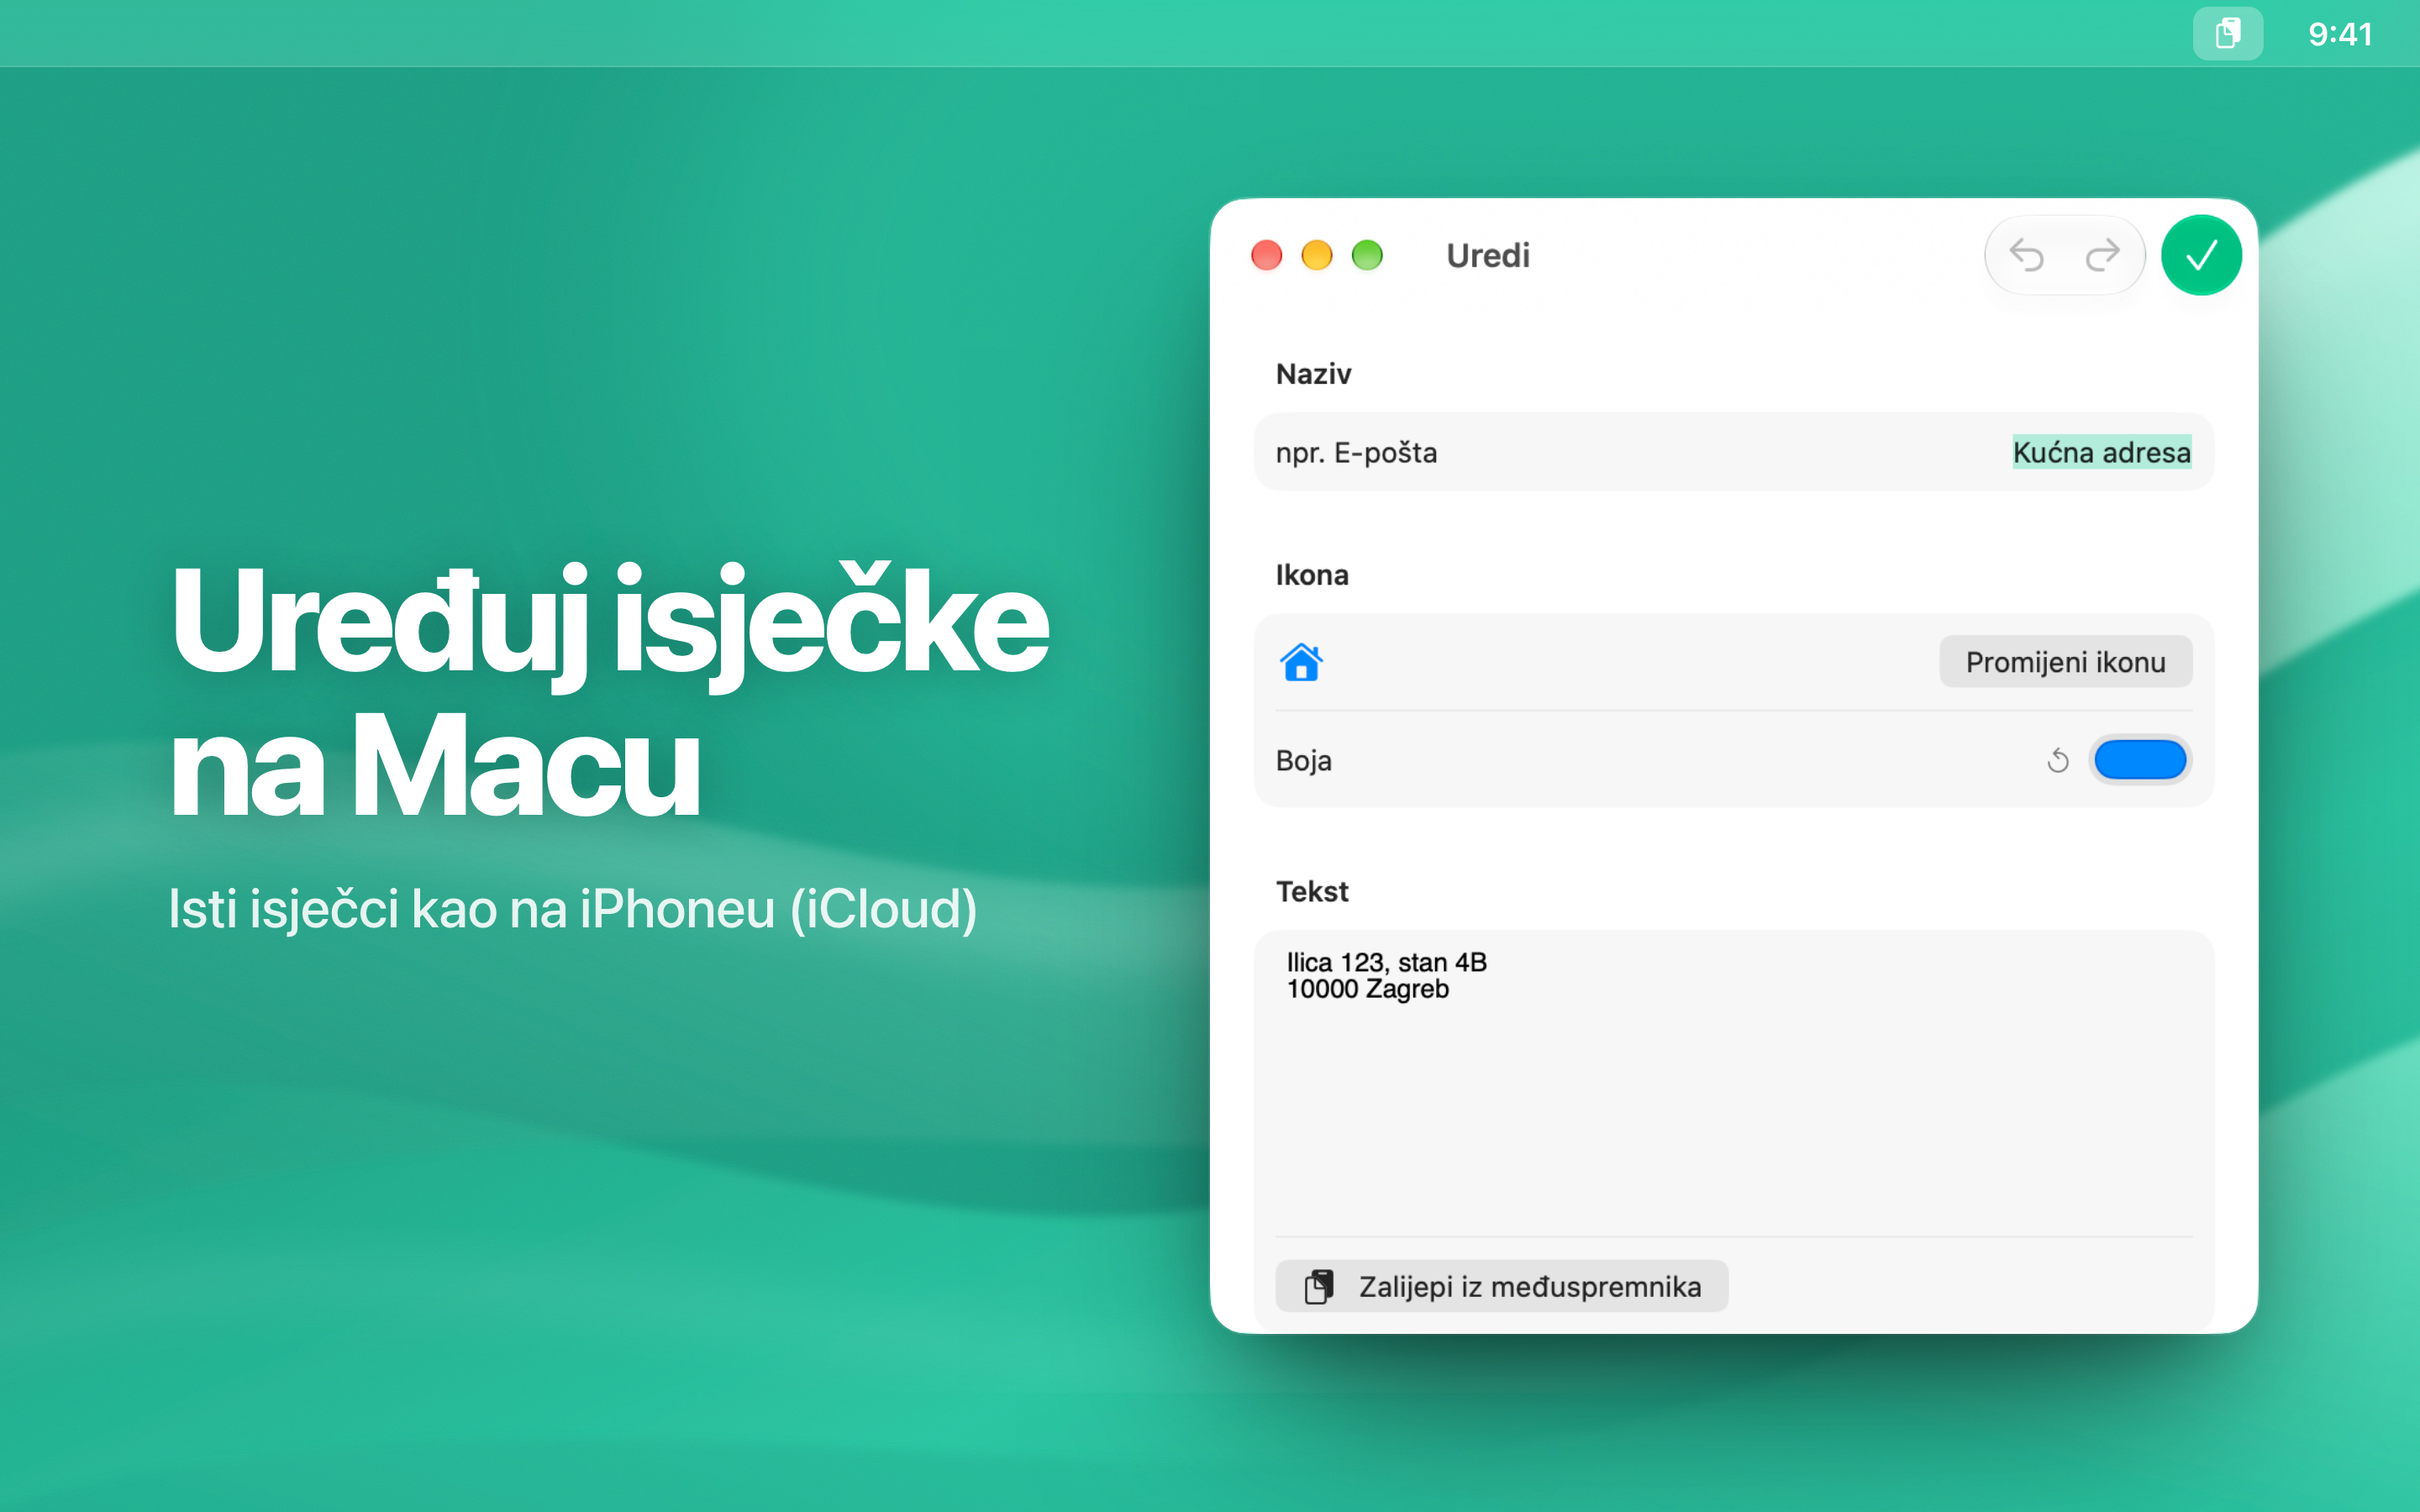 9:41
Uređuj isječke
na Macu
Isti isječci kao na iPhoneu (iCloud)
Uredi
Naziv
npr. E-pošta
Kućna adresa
Ikona
Promijeni ikonu
Boja
Tekst
Ilica 123, stan 4B
10000 Zagreb
Zalijepi iz međuspremnika